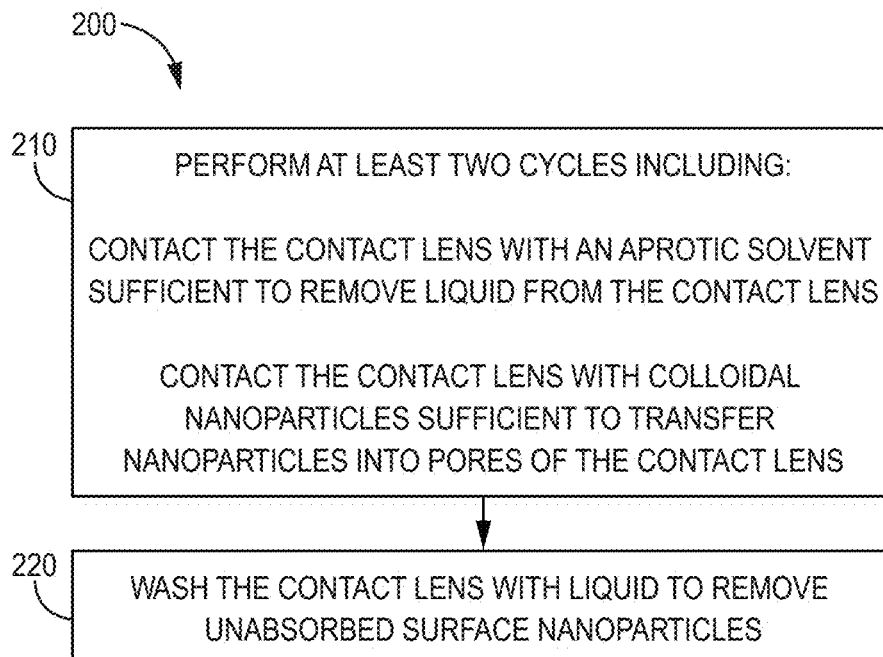 200
210
PERFORM AT LEAST TWO CYCLES INCLUDING:
CONTACT THE CONTACT LENS WITH AN APROTIC SOLVENT
SUFFICIENT TO REMOVE LIQUID FROM THE CONTACT LENS
CONTACT THE CONTACT LENS WITH COLLOIDAL
NANOPARTICLES SUFFICIENT TO TRANSFER
NANOPARTICLES INTO PORES OF THE CONTACT LENS
220
WASH THE CONTACT LENS WITH LIQUID TO REMOVE
UNABSORBED SURFACE NANOPARTICLES